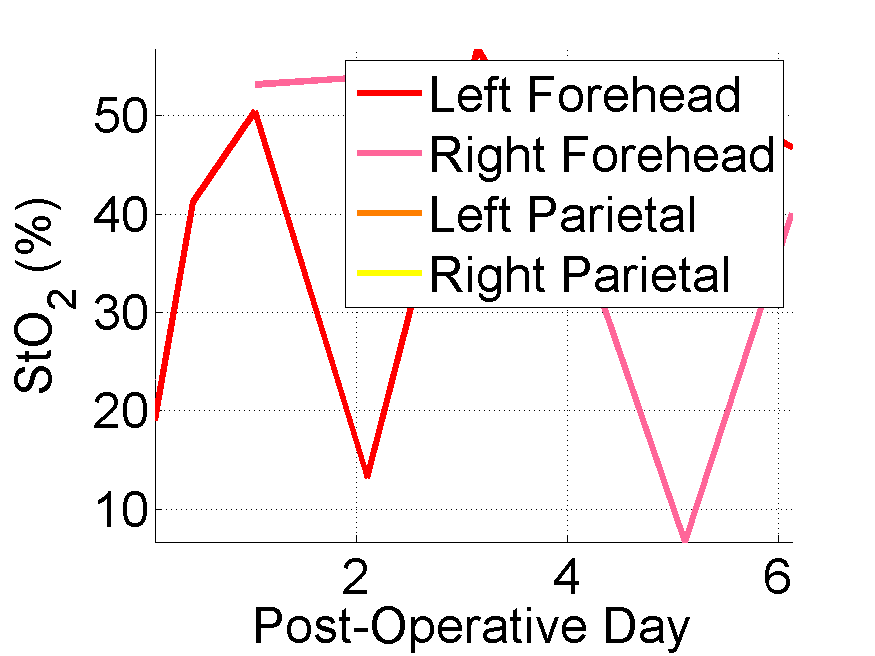 50
40
30
20
10
StO2 (%)
Left Forehead
Right Forehead
Left Parietal
Right Parietal
2 4 6
Post-Operative Day